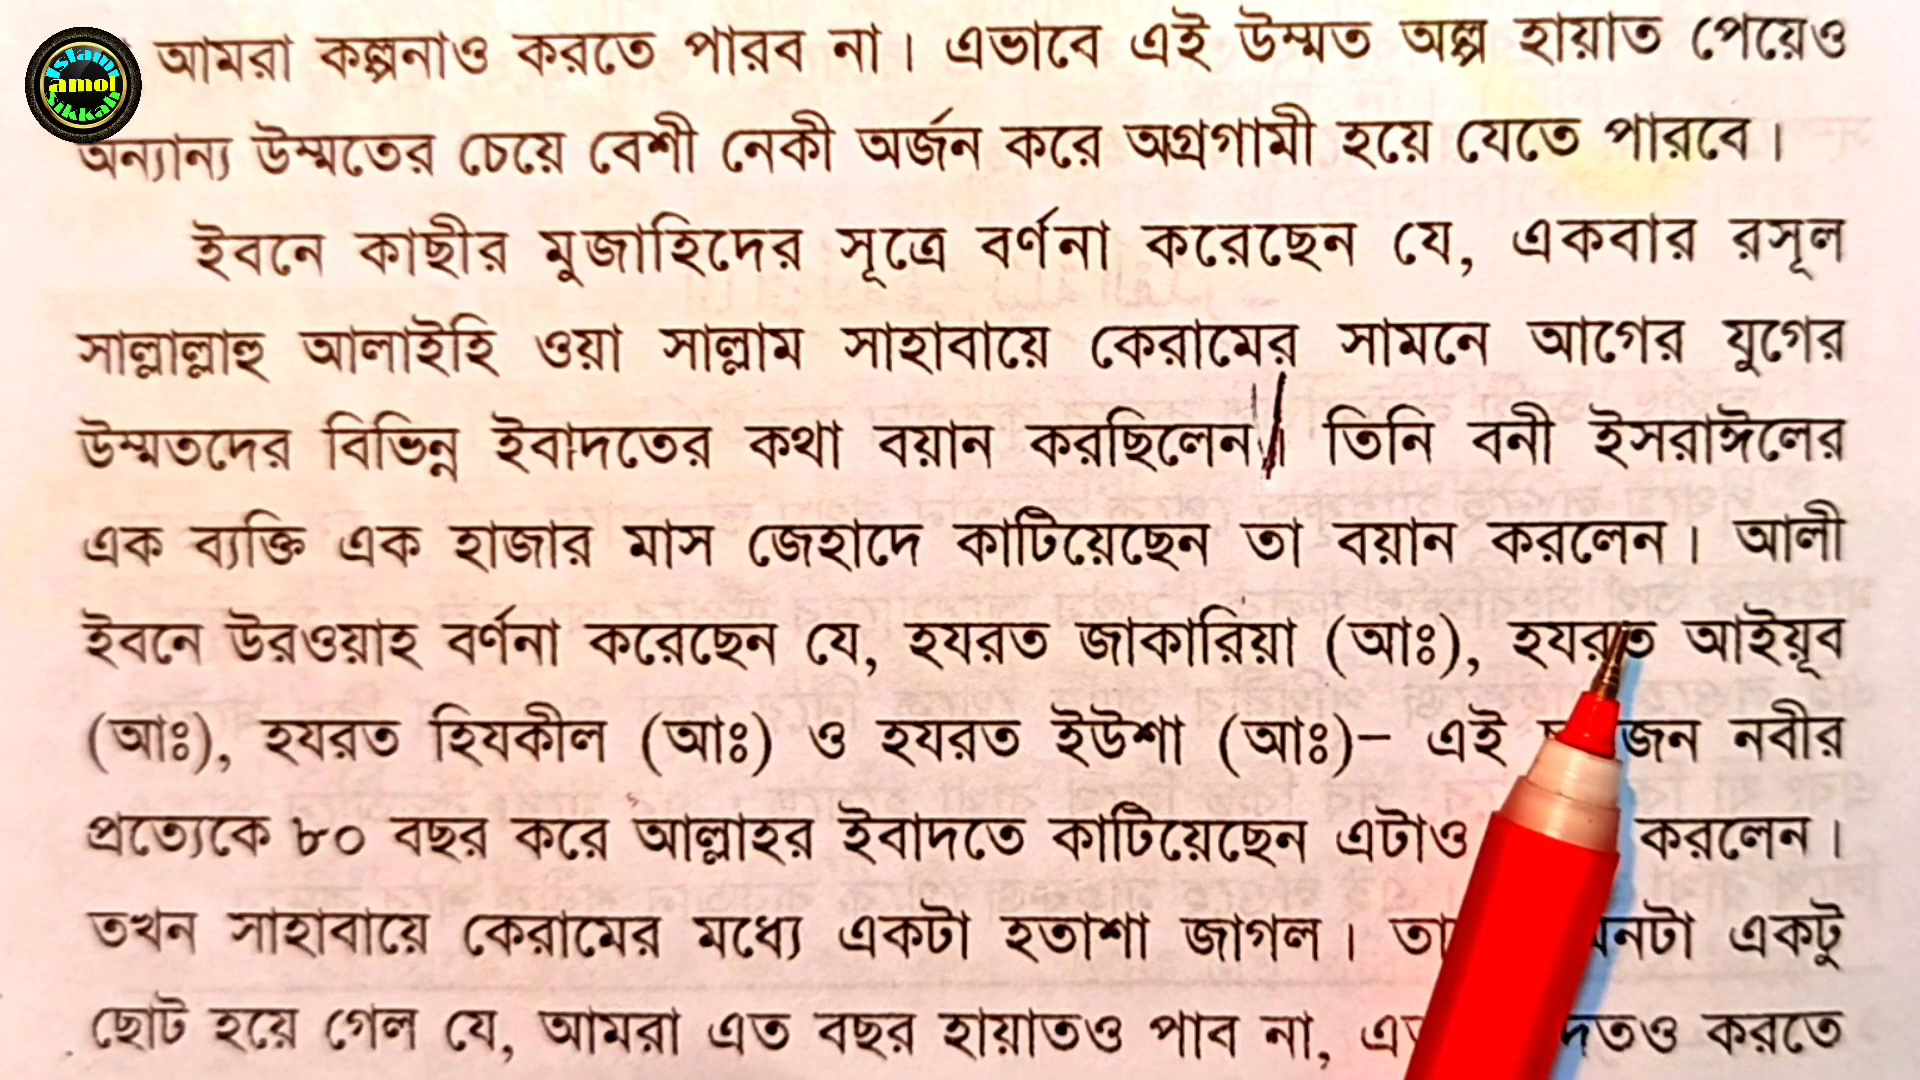 Islam
amol
sikkah
আমরা কল্পনাও করতে পারব না। এভাবে এই উম্মত অল্প হায়াত পেয়েও
অন্যান্য উম্মতের চেয়ে বেশী নেকী অর্জন করে অগ্রগামী হয়ে যেতে পারবে।
ইবনে কাছীর মুজাহিদের সূত্রে বর্ণনা করেছেন যে, একবার রসূল
সাল্লাল্লাহু আলাইহি ওয়া সাল্লাম সাহাবায়ে কেরামের সামনে আগের যুগের
উম্মতদের বিভিন্ন ইবাদতের কথা বয়ান করছিলেন। তিনি বনী ইসরাঈলের
এক ব্যক্তি এক হাজার মাস জেহাদে কাটিয়েছেন তা বয়ান করলেন। আলী
ইবনে উরওয়াহ বর্ণনা করেছেন যে, হযরত জাকারিয়া (আঃ), হযরত আইয়ূব
(আঃ), হযরত হিযকীল (আঃ) ও হযরত ইউশা (আঃ)– এই জন নবীর
প্রত্যেকে ৮০ বছর করে আল্লাহর ইবাদতে কাটিয়েছেন এটাও করলেন।
তখন সাহাবায়ে কেরামের মধ্যে একটা হতাশা জাগল। একটু
ছোট হয়ে গেল যে, আমরা এত বছর হায়াতও পাব না, করতে